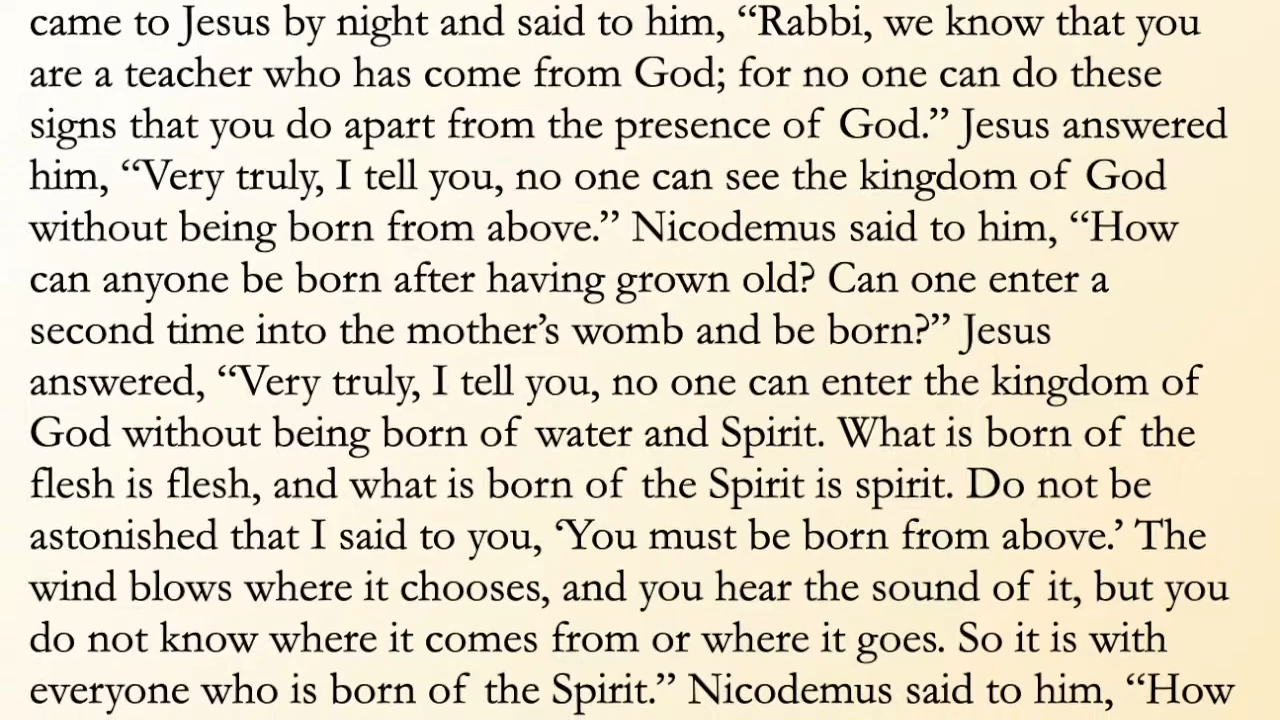 came to Jesus by night and said to him, “Rabbi, we know that you
are a teacher who has come from God; for no one can do these
signs that you do apart from the presence of God.” Jesus answered
him, “Very truly, I tell you, no one can see the kingdom of God
without being born from above.” Nicodemus said to him, “How
can anyone be born after having grown old? Can one enter a
second time into the mother’s womb and be born?” Jesus
answered, “Very truly, I tell you, no one can enter the kingdom of
God without being born of water and Spirit. What is born of the
flesh is flesh, and what is born of the Spirit is spirit. Do not be
astonished that I said to you, ‘You must be born from above.’ The
wind blows where it chooses, and you hear the sound of it, but you
do not know where it comes from or where it goes. So it is with
everyone who is born of the Spirit.” Nicodemus said to him, “How